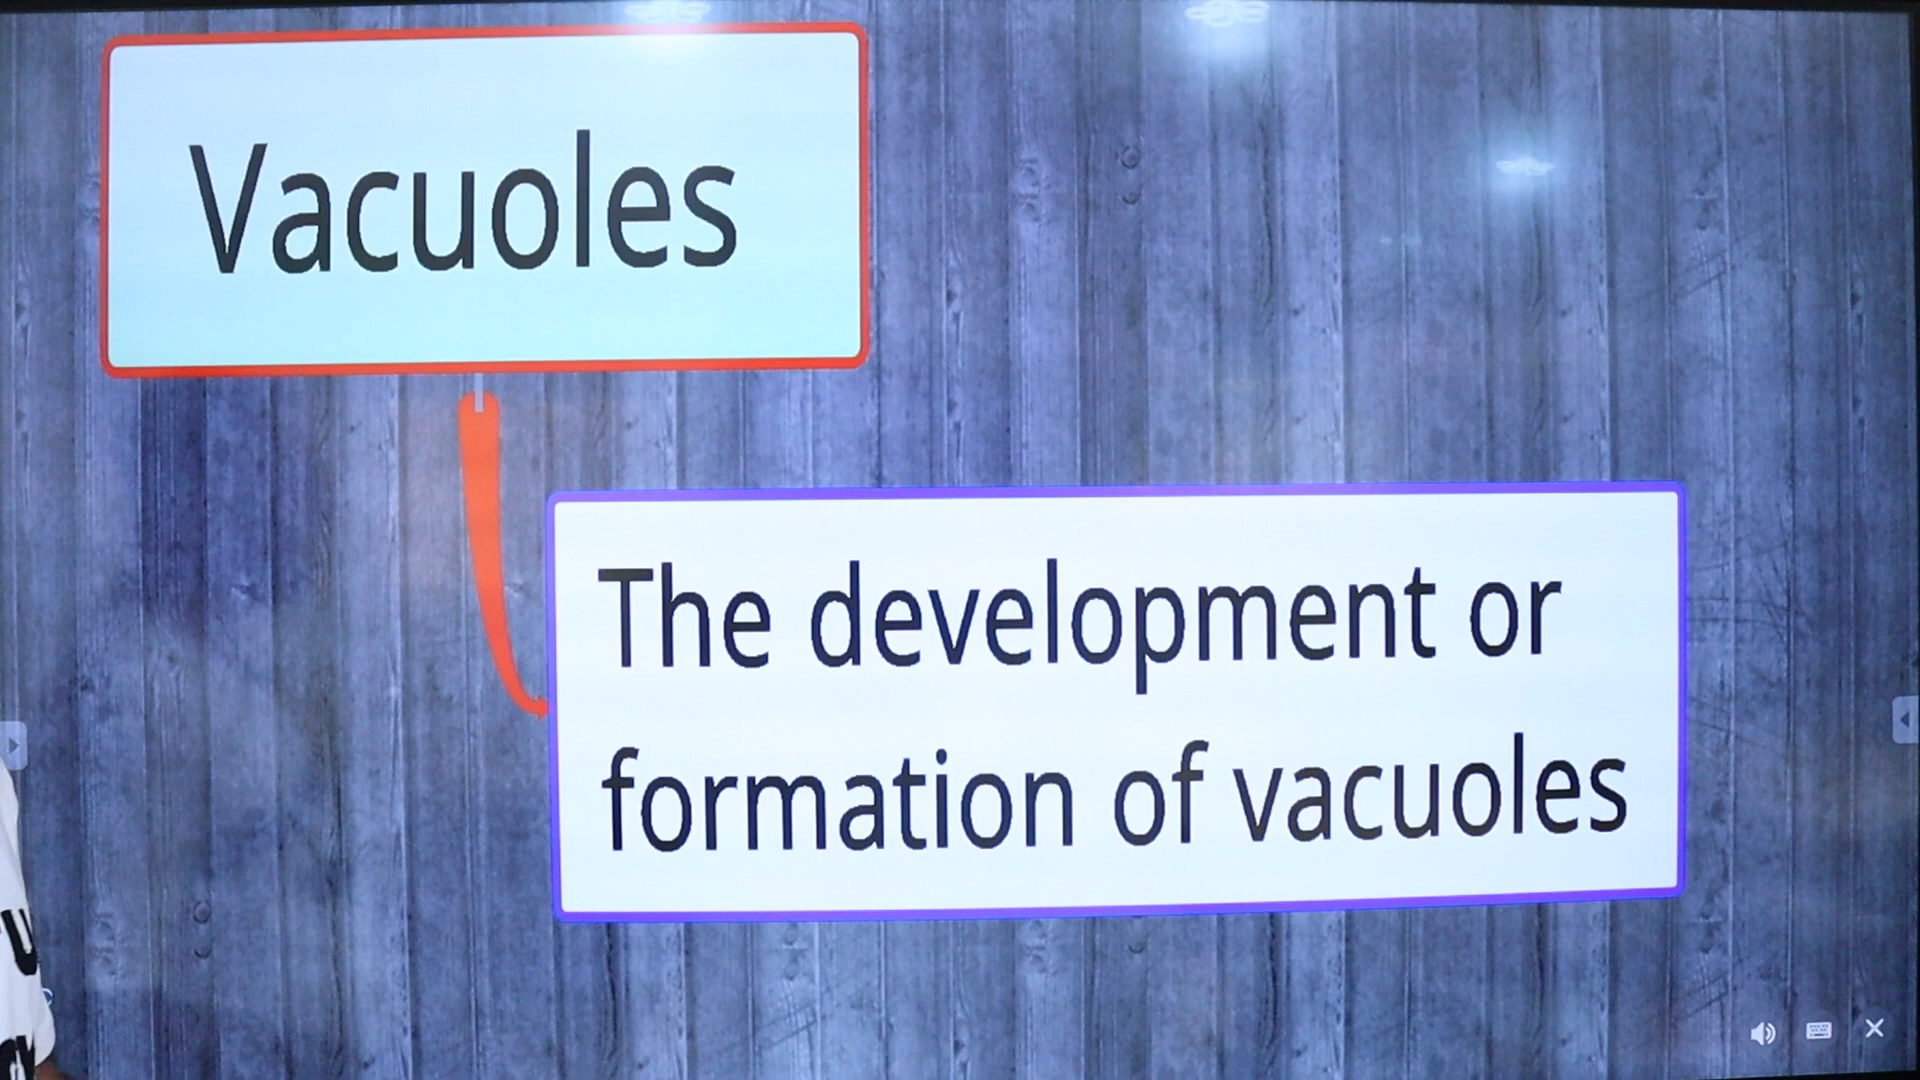 Vacuoles
The development or
formation of vacuoles